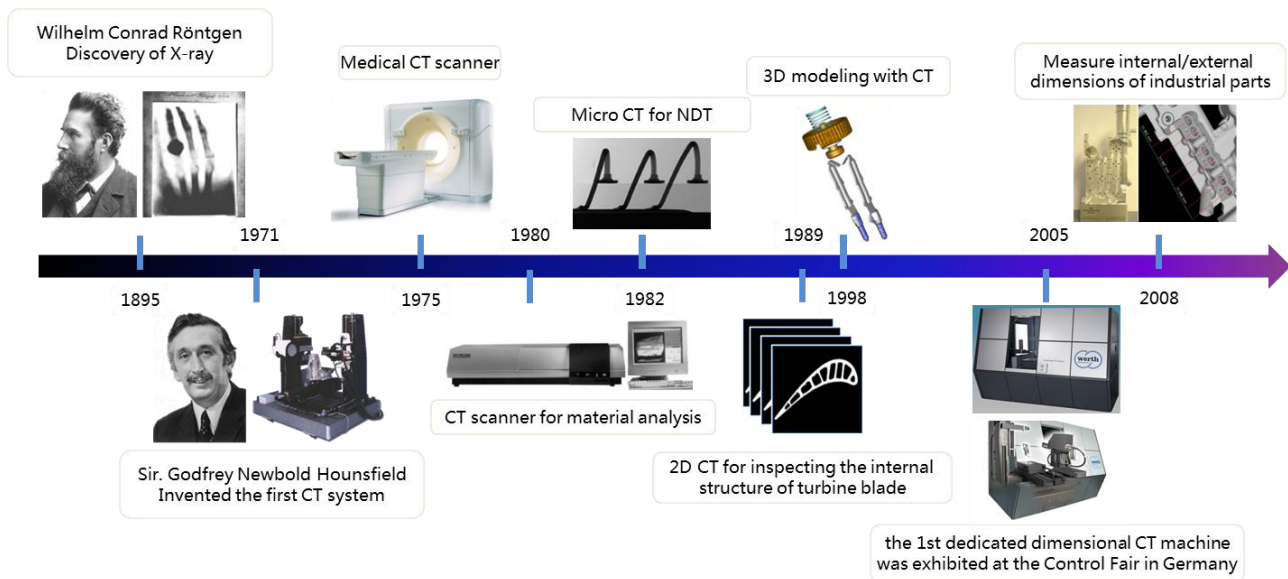 Wilhelm Conrad Röntgen
Discovery of X-ray
Medical CT scanner
Micro CT for NDT
3D modeling with CT
Measure internal/external
dimensions of industrial parts
1971
1980
1989
2005
1895
1975
1982
1998
2008
werth
CT scanner for material analysis
Sir. Godfrey Newbold Hounsfield
Invented the first CT system
2D CT for inspecting the internal
structure of turbine blade
the 1st dedicated dimensional CT machine
was exhibited at the Control Fair in Germany